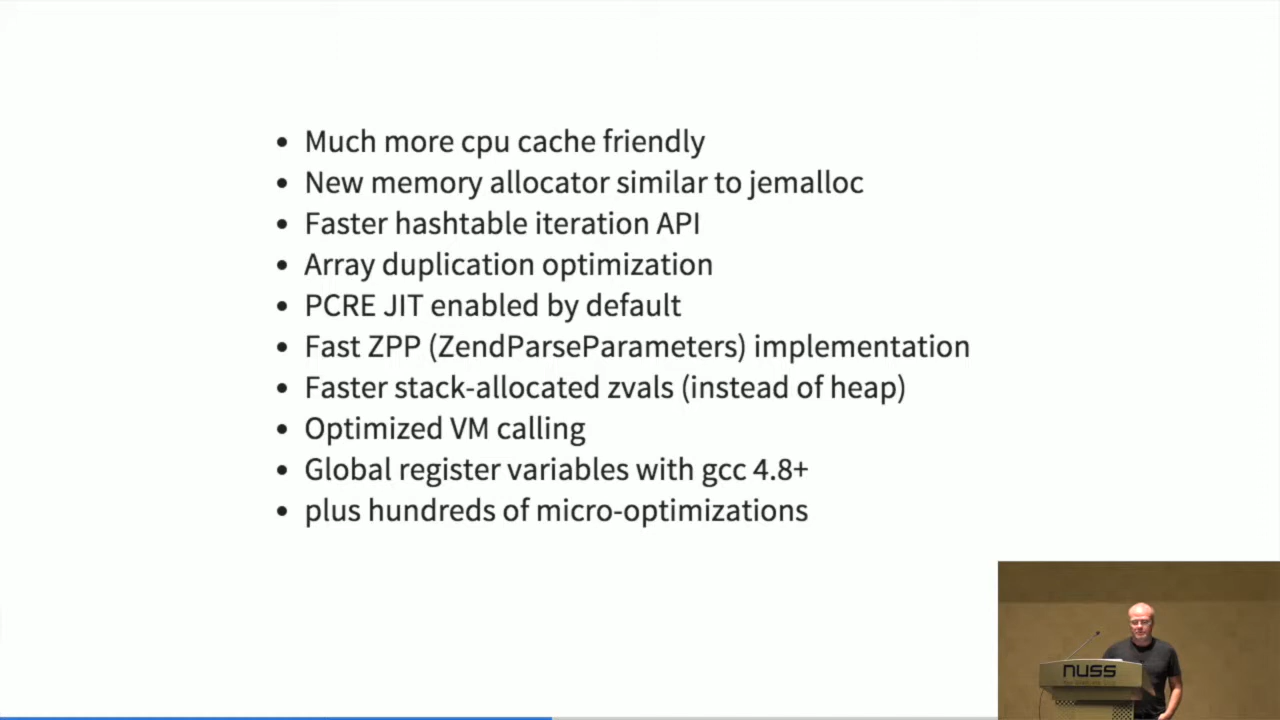 Much more cpu cache friendly
New memory allocator similar to jemalloc
Faster hashtable iteration API
Array duplication optimization
PCRE JIT enabled by default
Fast ZPP (ZendParseParameters) implementation
Faster stack-allocated zvals (instead of heap)
Optimized VM calling
Global register variables with gcc 4.8+
plus hundreds of micro-optimizations
nuss